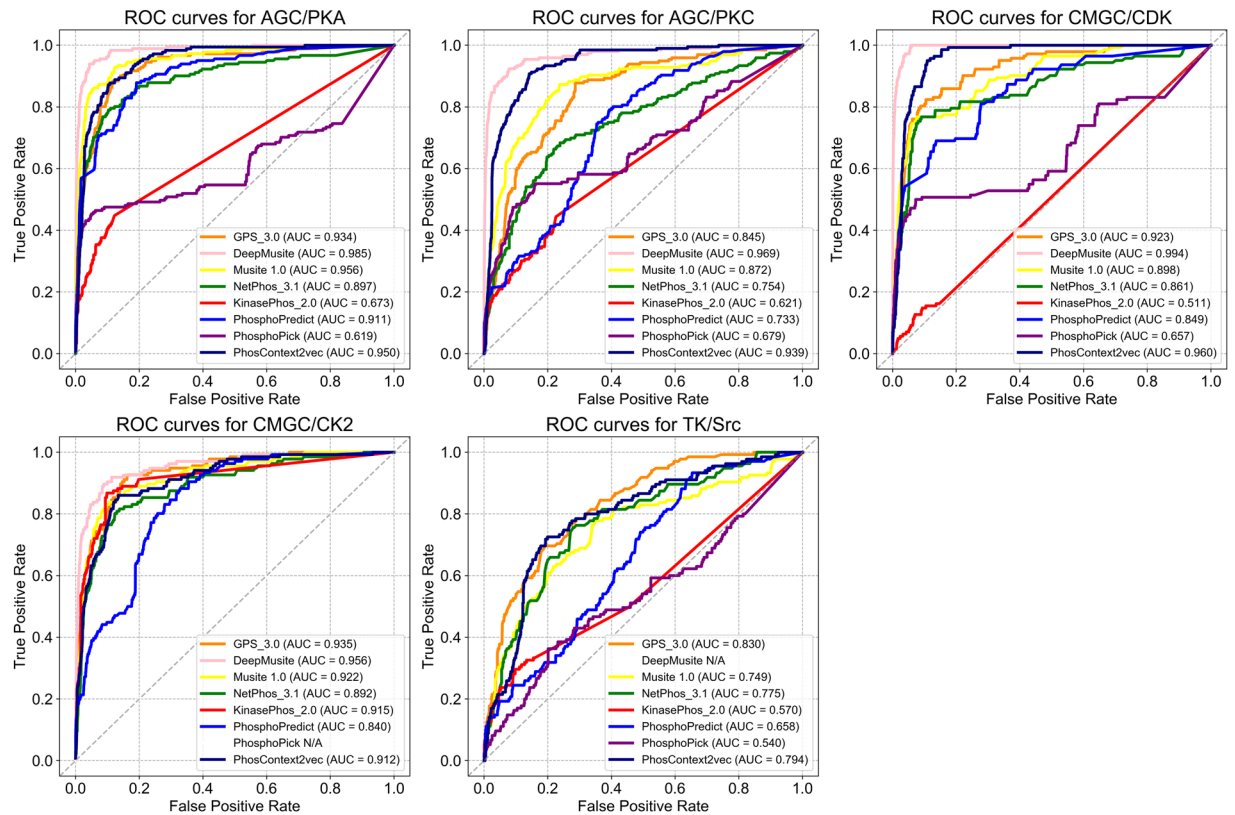 ROC curves for AGC/PKA
True Positive Rate
1.0
0.8
0.6
0.4
0.2
0.0
GPS_3.0 (AUC = 0.934)
DeepMusite (AUC = 0.985)
Musite 1.0 (AUC = 0.956)
NetPhos_3.1 (AUC = 0.897)
KinasePhos_2.0 (AUC = 0.673)
PhosphoPredict (AUC = 0.911)
PhosphoPick (AUC = 0.619)
PhosContext2vec (AUC = 0.950)
0.0 0.2 0.4 0.6 0.8 1.0
False Positive Rate
ROC curves for AGC/PKC
True Positive Rate
1.0
0.8
0.6
0.4
0.2
0.0
GPS_3.0 (AUC = 0.845)
DeepMusite (AUC = 0.969)
Musite 1.0 (AUC = 0.872)
NetPhos_3.1 (AUC = 0.754)
KinasePhos_2.0 (AUC = 0.621)
PhosphoPredict (AUC = 0.733)
PhosphoPick (AUC = 0.679)
PhosContext2vec (AUC = 0.939)
0.0 0.2 0.4 0.6 0.8 1.0
False Positive Rate
ROC curves for CMGC/CDK
True Positive Rate
1.0
0.8
0.6
0.4
0.2
0.0
GPS_3.0 (AUC = 0.923)
DeepMusite (AUC = 0.994)
Musite 1.0 (AUC = 0.898)
NetPhos_3.1 (AUC = 0.861)
KinasePhos_2.0 (AUC = 0.511)
PhosphoPredict (AUC = 0.849)
PhosphoPick (AUC = 0.657)
PhosContext2vec (AUC = 0.960)
0.0 0.2 0.4 0.6 0.8 1.0
False Positive Rate
ROC curves for CMGC/CK2
True Positive Rate
1.0
0.8
0.6
0.4
0.2
0.0
GPS_3.0 (AUC = 0.935)
DeepMusite (AUC = 0.956)
Musite 1.0 (AUC = 0.922)
NetPhos_3.1 (AUC = 0.892)
KinasePhos_2.0 (AUC = 0.915)
PhosphoPredict (AUC = 0.840)
PhosphoPick N/A
PhosContext2vec (AUC = 0.912)
0.0 0.2 0.4 0.6 0.8 1.0
False Positive Rate
ROC curves for TK/Src
True Positive Rate
1.0
0.8
0.6
0.4
0.2
0.0
GPS_3.0 (AUC = 0.830)
DeepMusite N/A
Musite 1.0 (AUC = 0.749)
NetPhos_3.1 (AUC = 0.775)
KinasePhos_2.0 (AUC = 0.570)
PhosphoPredict (AUC = 0.658)
PhosphoPick (AUC = 0.540)
PhosContext2vec (AUC = 0.794)
0.0 0.2 0.4 0.6 0.8 1.0
False Positive Rate